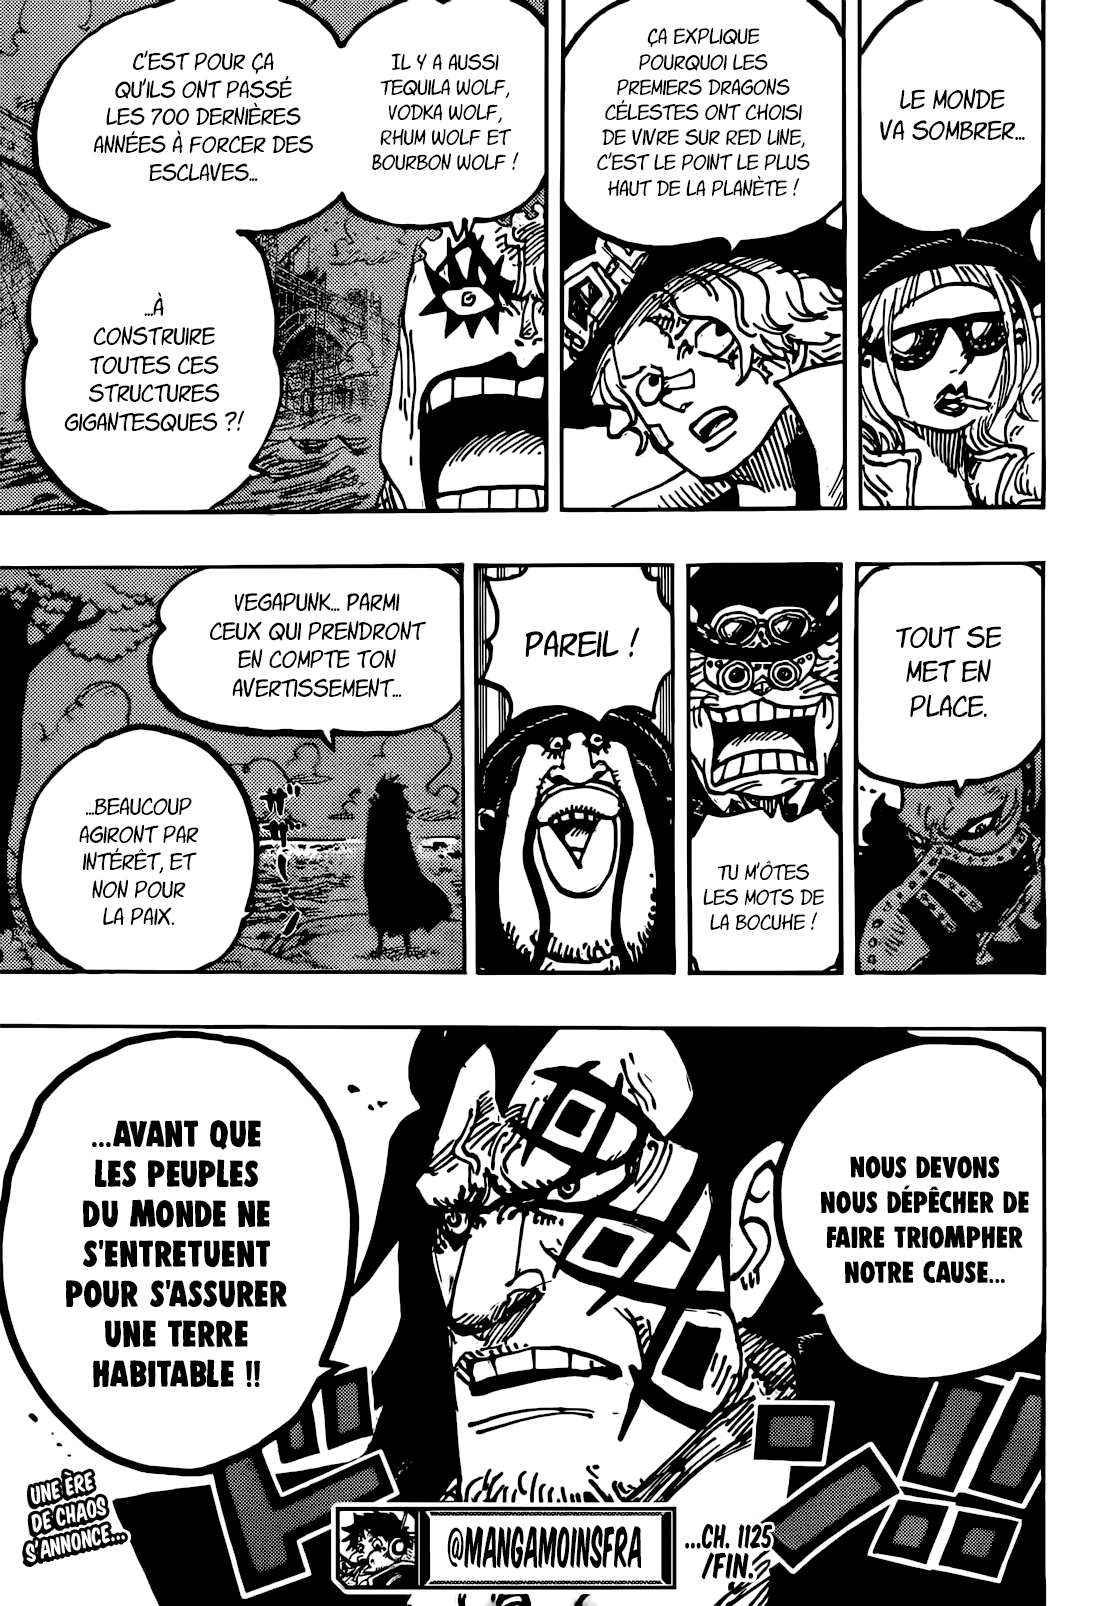 LE MONDE
VA SOMBRER...
ÇA EXPLIQUE
POURQUOI LES
PREMIERS DRAGONS
CÉLESTES ONT CHOISI
DE VIVRE SUR RED LINE,
C'EST LE POINT LE PLUS
HAUT DE LA PLANÈTE !
IL Y A AUSSI
TEQUILA WOLF,
VODKA WOLF,
RHUM WOLF ET
BOURBON WOLF !
C'EST POUR ÇA
QU'ILS ONT PASSÉ
LES 700 DERNIÈRES
ANNÉES À FORCER DES
ESCLAVES...
...À
CONSTRUIRE
TOUTES CES
STRUCTURES
GIGANTESQUES ?!
TOUT SE
MET EN
PLACE.
TU M'ÔTES
LES MOTS DE
LA BOCUHE !
PAREIL !
VEGAPUNK... PARMI
CEUX QUI PRENDRONT
EN COMPTE TON
AVERTISSEMENT...
...BEAUCOUP
AGIRONT PAR
INTÉRÊT, ET
NON POUR
LA PAIX.
NOUS DEVONS
NOUS DÉPÊCHER DE
FAIRE TRIOMPHER
NOTRE CAUSE...
...AVANT QUE
LES PEUPLES
DU MONDE NE
S'ENTRETUENT
POUR S'ASSURER
UNE TERRE
HABITABLE !!
UNE ÈRE
DE CHAOS
S'ANNONCE...
@MANGAMOINSFRA
...CH. 1125
/FIN.